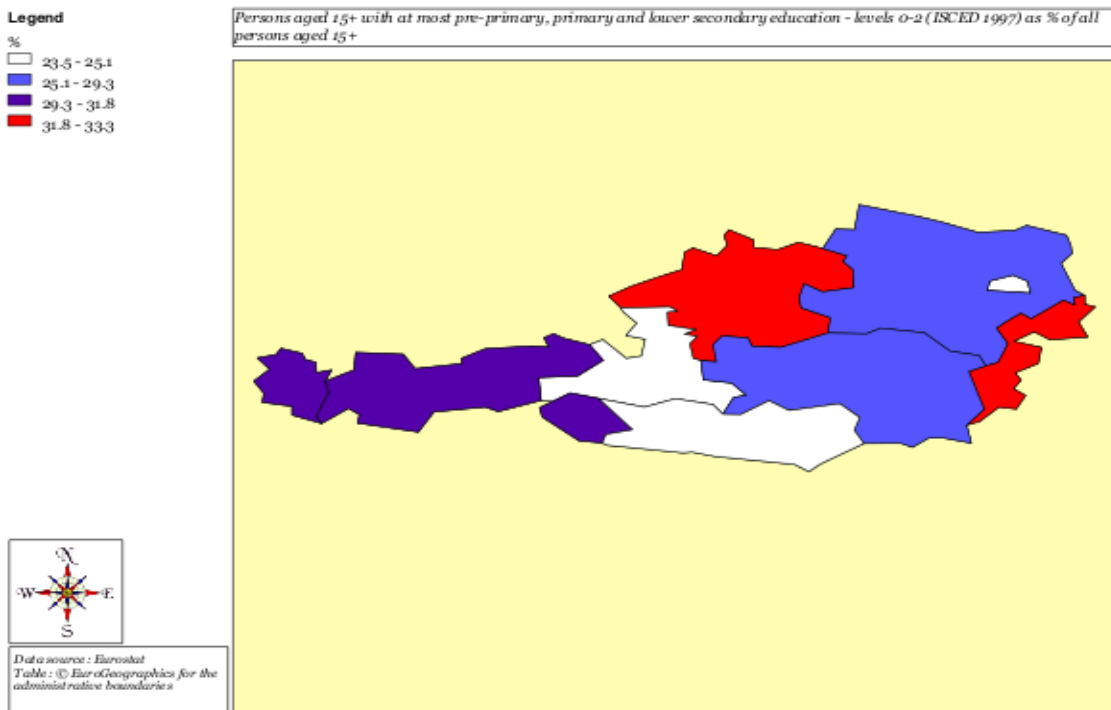 Legend
%
23.5 - 25.1
25.1 - 29.3
29.3 - 31.8
31.8 - 33.3
Persons aged 15+ with at most pre-primary, primary and lower secondary education - levels 0-2 (ISCED 1997) as % of all
persons aged 15+
N
W E
S
Data source : Eurostat
Table : © EuroGeographics for the
administrative boundaries